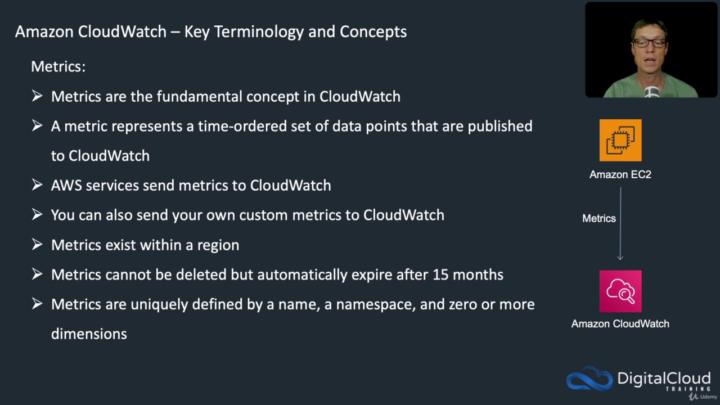 Amazon CloudWatch – Key Terminology and Concepts
Metrics:
➢ Metrics are the fundamental concept in CloudWatch
➢ A metric represents a time-ordered set of data points that are published
to CloudWatch
➢ AWS services send metrics to CloudWatch
➢ You can also send your own custom metrics to CloudWatch
➢ Metrics exist within a region
➢ Metrics cannot be deleted but automatically expire after 15 months
➢ Metrics are uniquely defined by a name, a namespace, and zero or more
dimensions
Amazon EC2
Metrics
Amazon CloudWatch
DigitalCloud
TRAINING
Udemy